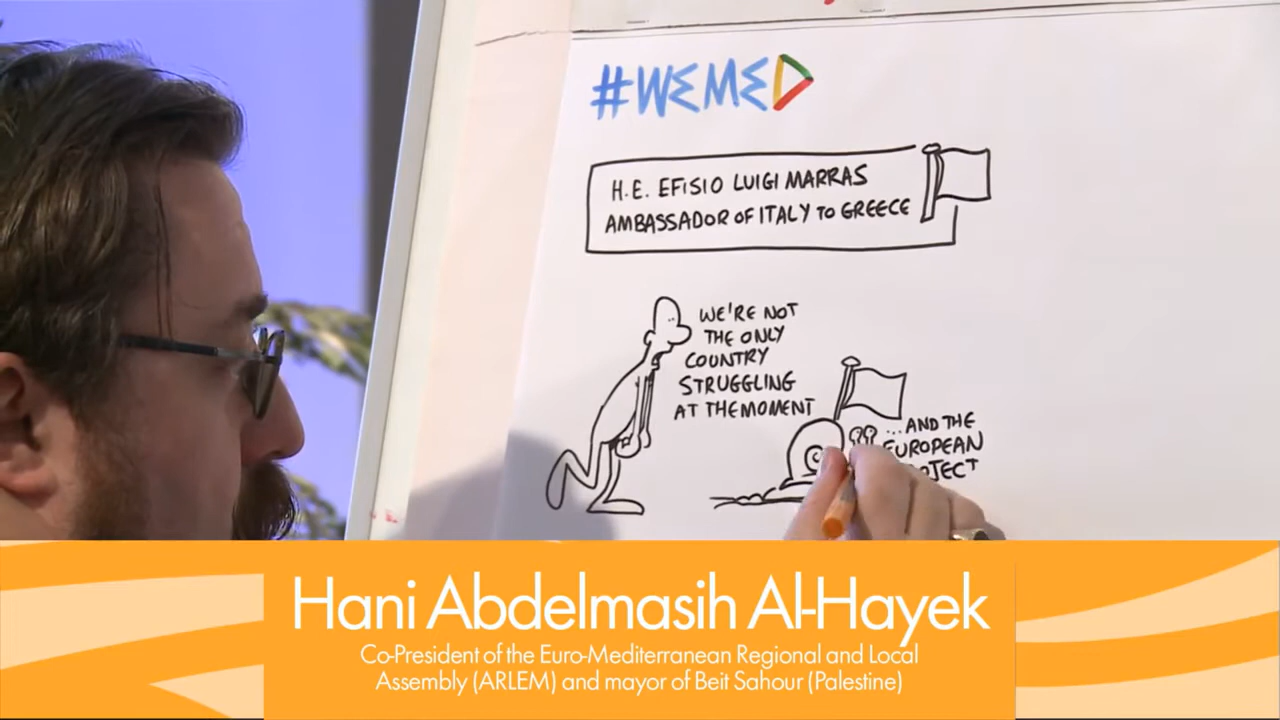 #WEMED
H.E. EFISIO LUIGI MARRAS
AMBASSADOR OF ITALY TO GREECE
WE'RE NOT
THE ONLY
COUNTRY
STRUGGLING
AT THE MOMENT
...AND THE
EUROPEAN
Hani Abdelmasih Al-Hayek
Co-President of the Euro-Mediterranean Regional and Local
Assembly (ARLEM) and mayor of Beit Sahour (Palestine)